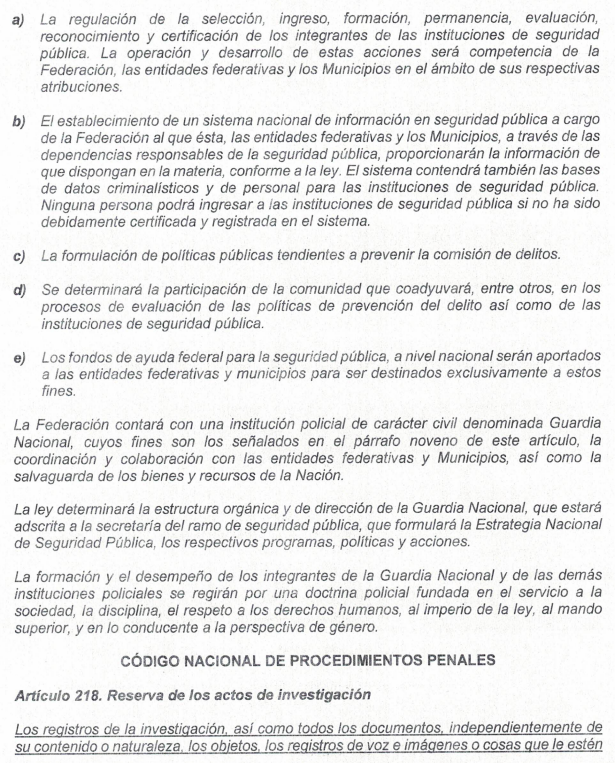 a) La regulación de la selección, ingreso, formación, permanencia, evaluación,
reconocimiento y certificación de los integrantes de las instituciones de seguridad
pública. La operación y desarrollo de estas acciones será competencia de la
Federación, las entidades federativas y los Municipios en el ámbito de sus respectivas
atribuciones.
b) El establecimiento de un sistema nacional de información en seguridad pública a cargo
de la Federación al que ésta, las entidades federativas y los Municipios, a través de las
dependencias responsables de la seguridad pública, proporcionarán la información de
que dispongan en la materia, conforme a la ley. El sistema contendrá también las bases
de datos criminalísticos y de personal para las instituciones de seguridad pública.
Ninguna persona podrá ingresar a las instituciones de seguridad pública si no ha sido
debidamente certificada y registrada en el sistema.
c) La formulación de políticas públicas tendientes a prevenir la comisión de delitos.
d) Se determinará la participación de la comunidad que coadyuvará, entre otros, en los
procesos de evaluación de las políticas de prevención del delito así como de las
instituciones de seguridad pública.
e) Los fondos de ayuda federal para la seguridad pública, a nivel nacional serán aportados
a las entidades federativas y municipios para ser destinados exclusivamente a estos
fines.
La Federación contará con una institución policial de carácter civil denominada Guardia
Nacional, cuyos fines son los señalados en el párrafo noveno de este artículo, la
coordinación y colaboración con las entidades federativas y Municipios, así como la
salvaguarda de los bienes y recursos de la Nación.
La ley determinará la estructura orgánica y de dirección de la Guardia Nacional, que estará
adscrita a la secretaría del ramo de seguridad pública, que formulará la Estrategia Nacional
de Seguridad Pública, los respectivos programas, políticas y acciones.
La formación y el desempeño de los integrantes de la Guardia Nacional y de las demás
instituciones policiales se regirán por una doctrina policial fundada en el servicio a la
sociedad, la disciplina, el respeto a los derechos humanos, al imperio de la ley, al mando
superior, y en lo conducente a la perspectiva de género.
CÓDIGO NACIONAL DE PROCEDIMIENTOS PENALES
Artículo 218. Reserva de los actos de investigación
Los registros de la investigación, así como todos los documentos, independientemente de
su contenido o naturaleza, los objetos, los registros de voz e imágenes o cosas que le estén